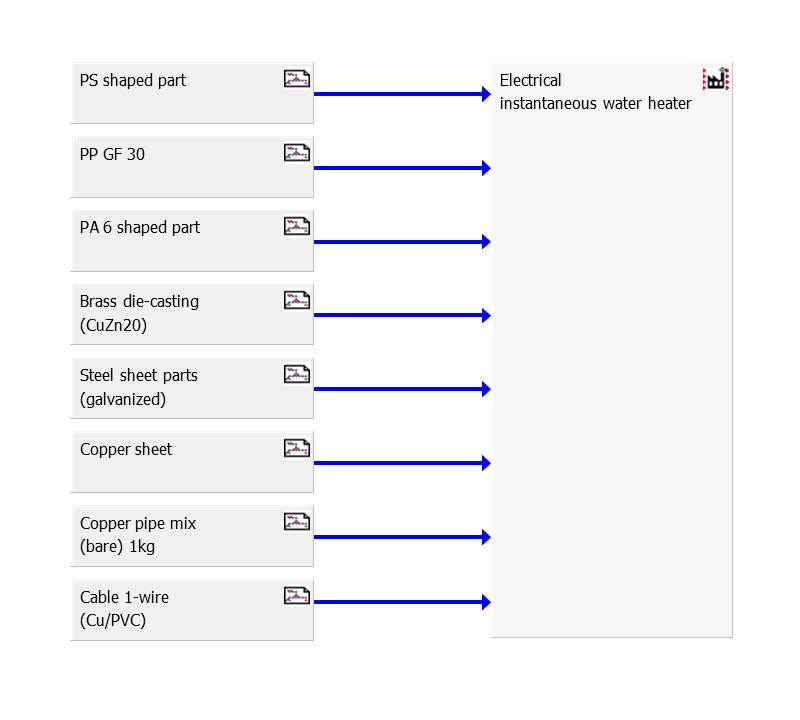 PS shaped part
Electrical
instantaneous water heater
PP GF 30
PA 6 shaped part
Brass die-casting
(CuZn20)
Steel sheet parts
(galvanized)
Copper sheet
Copper pipe mix
(bare) 1kg
Cable 1-wire
(Cu/PVC)